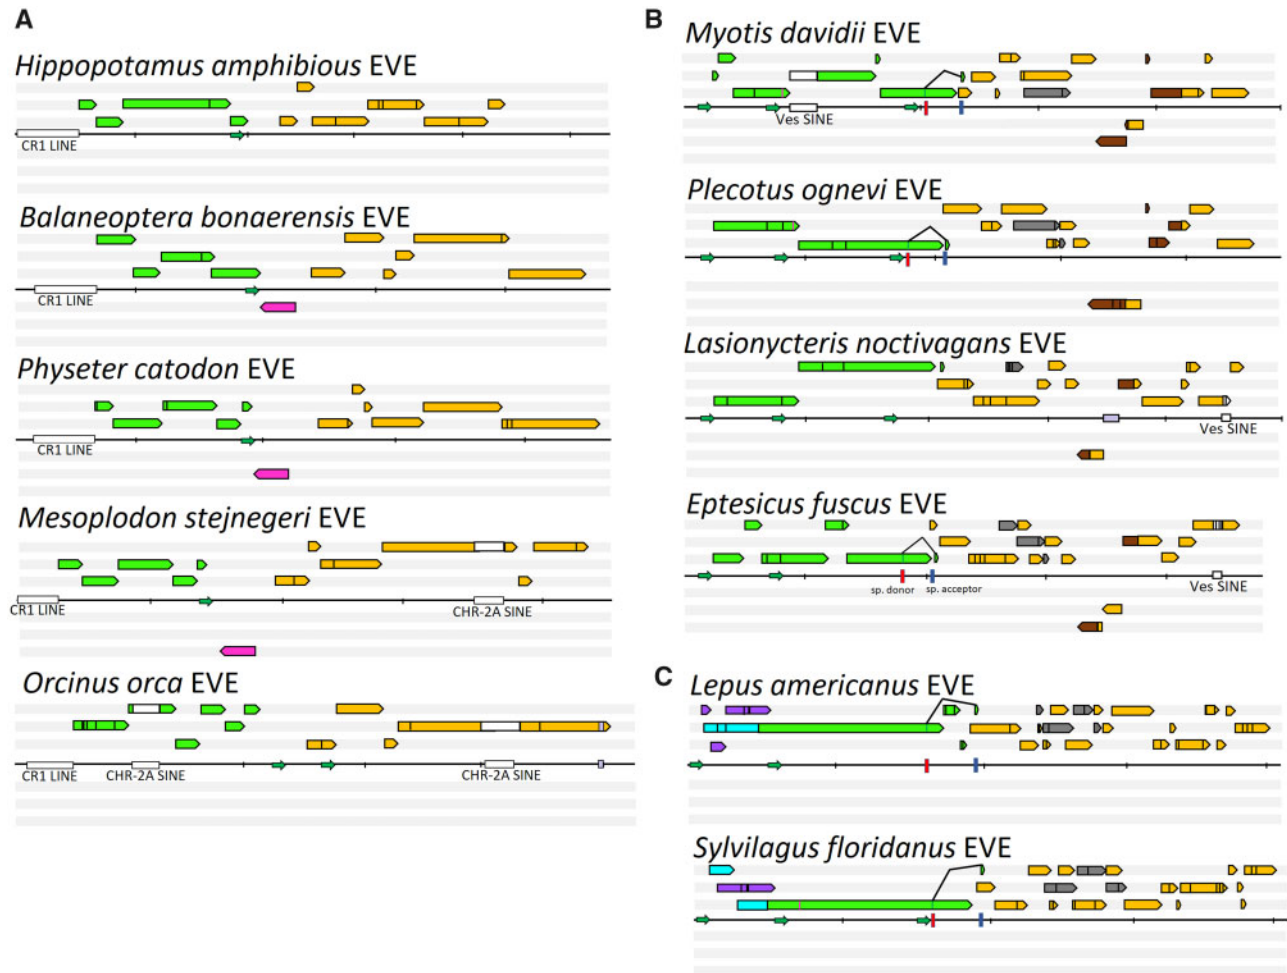 A
Hippopotamus amphibious EVE
CR1 LINE
Balaneoptera bonaerensis EVE
CR1 LINE
Physeter catodon EVE
CR1 LINE
Mesoplodon stejnegeri EVE
CR1 LINE
CHR-2A SINE
Orcinus orca EVE
CR1 LINE
CHR-2A SINE
CHR-2A SINE
B
Myotis davidii EVE
Ves SINE
Plecotus ognevi EVE
Lasionycteris noctivagans EVE
Ves SINE
Eptesicus fuscus EVE
sp. donor
sp. acceptor
Ves SINE
C
Lepus americanus EVE
Sylvilagus floridanus EVE